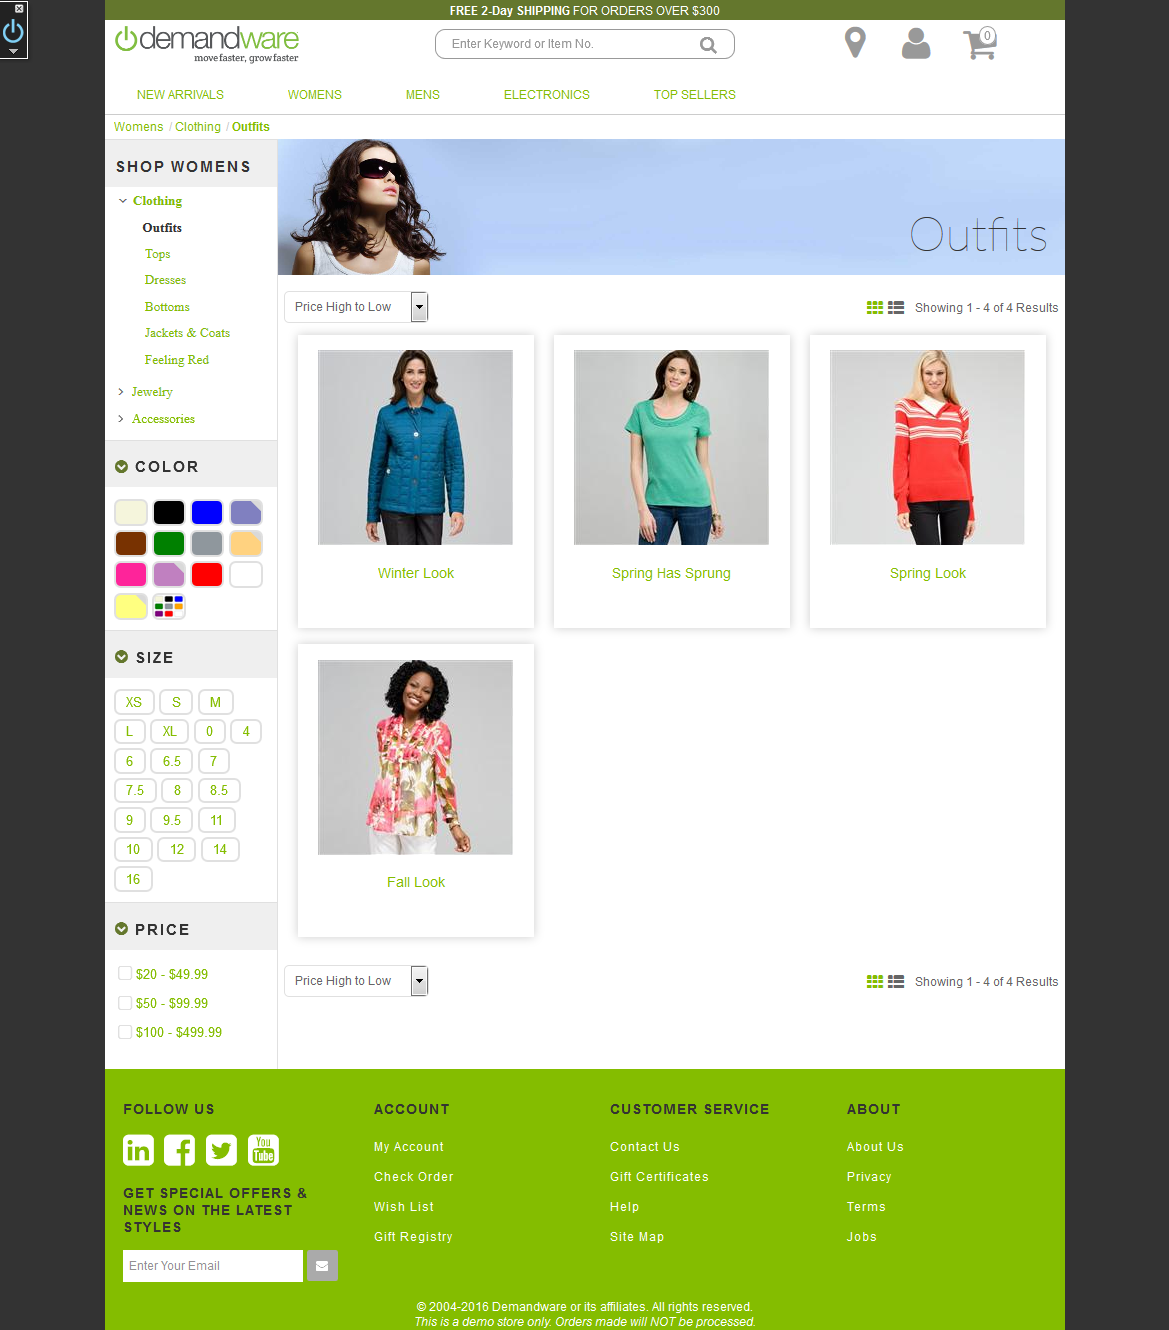 FREE 2-Day SHIPPING FOR ORDERS OVER $300
demandware
move faster, grow faster
Enter Keyword or Item No.
0
NEW ARRIVALS WOMENS MENS ELECTRONICS TOP SELLERS
Womens / Clothing / Outfits
SHOP WOMENS
Clothing
Outfits
Tops
Dresses
Bottoms
Jackets & Coats
Feeling Red
Jewelry
Accessories
COLOR
SIZE
XS S M
L XL 0 4
6 6.5 7
7.5 8 8.5
9 9.5 11
10 12 14
16
PRICE
$20 - $49.99
$50 - $99.99
$100 - $499.99
Outfits
Price High to Low
Showing 1 - 4 of 4 Results
Winter Look
Spring Has Sprung
Spring Look
Fall Look
Price High to Low
Showing 1 - 4 of 4 Results
FOLLOW US
in
You Tube
GET SPECIAL OFFERS &
NEWS ON THE LATEST
STYLES
Enter Your Email
ACCOUNT
My Account
Check Order
Wish List
Gift Registry
CUSTOMER SERVICE
Contact Us
Gift Certificates
Help
Site Map
ABOUT
About Us
Privacy
Terms
Jobs
© 2004-2016 Demandware or its affiliates. All rights reserved.
This is a demo store only. Orders made will NOT be processed.